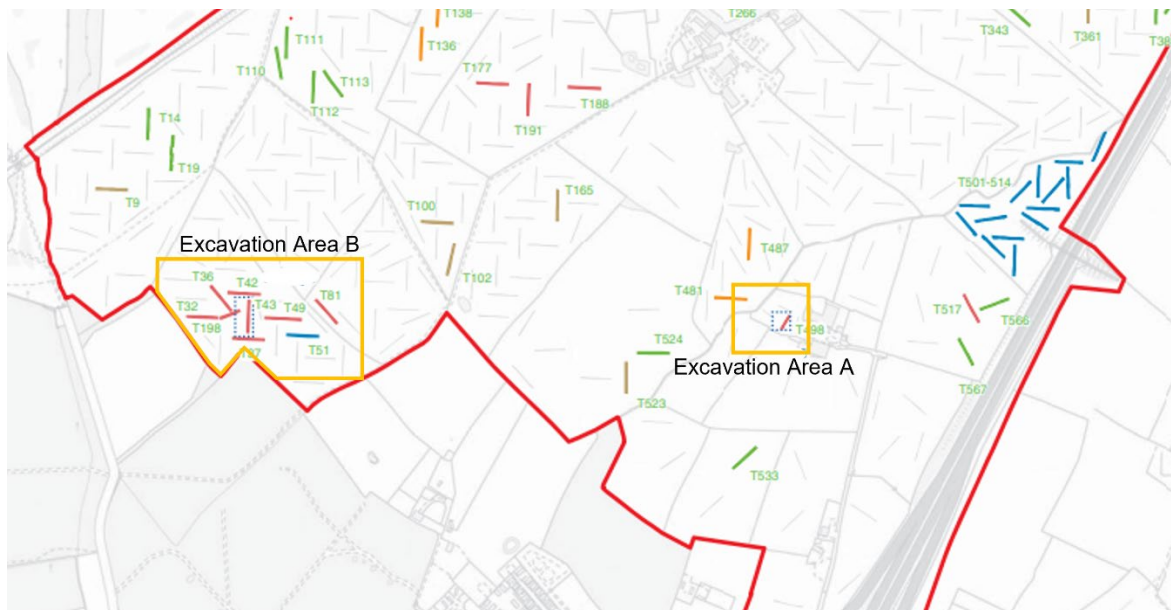 T138
T266
T343
T361
T136
T111
T110
T113
T112
T177
T188
T191
T14
T19
T9
T165
T100
T102
T501-514
T487
T481
T498
Excavation Area A
Excavation Area B
T36
T42
T81
T32
T43
T49
T198
T51
T517
T566
T567
T524
T523
T533